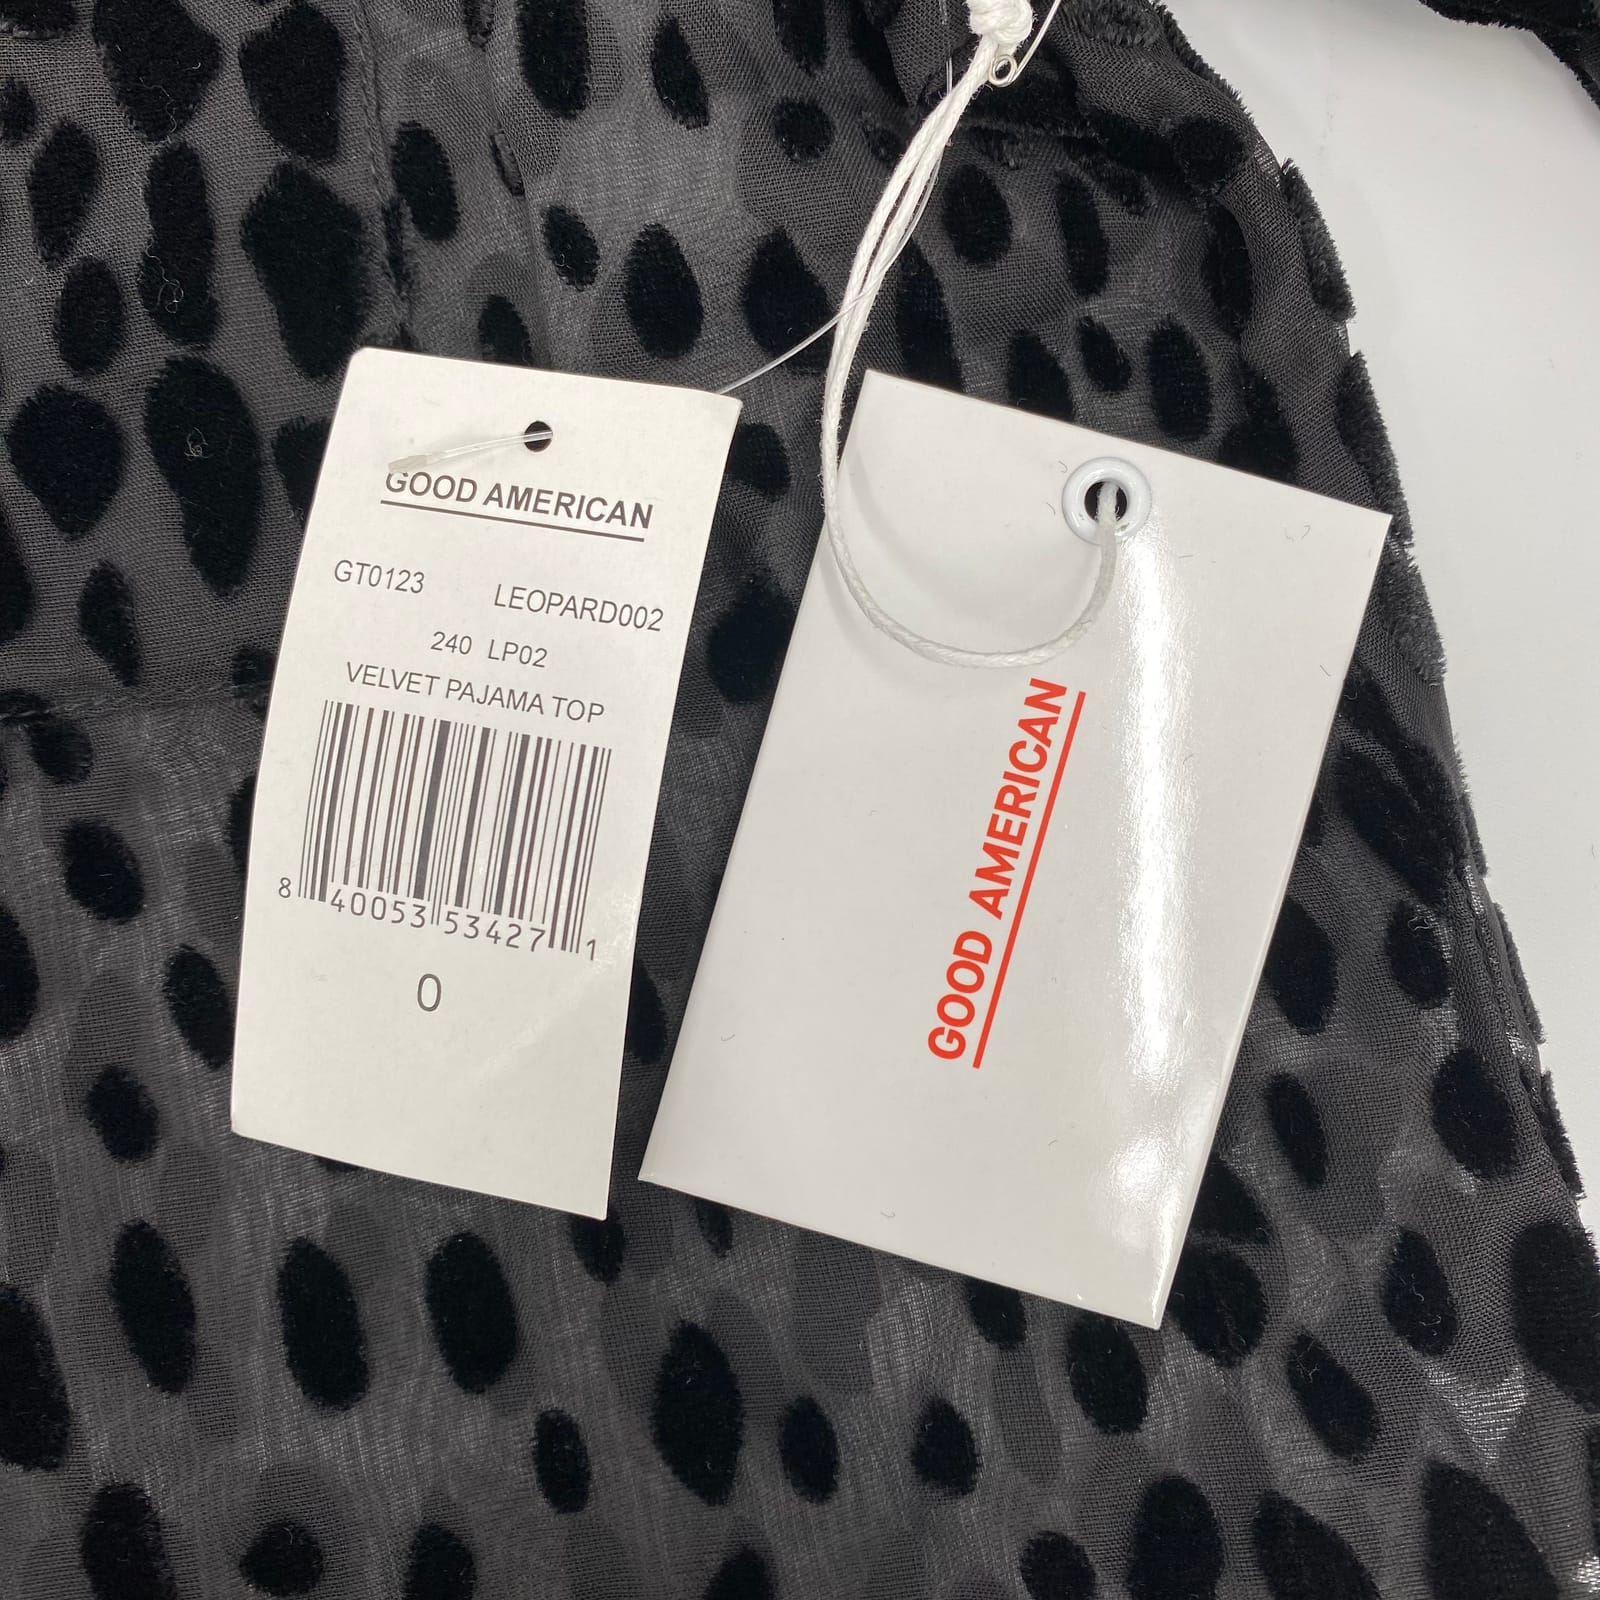 GOOD AMERICAN
GT0123 LEOPARD002
240 LP02
VELVET PAJAMA TOP
8 40053 53427 1
0
GOOD AMERICAN